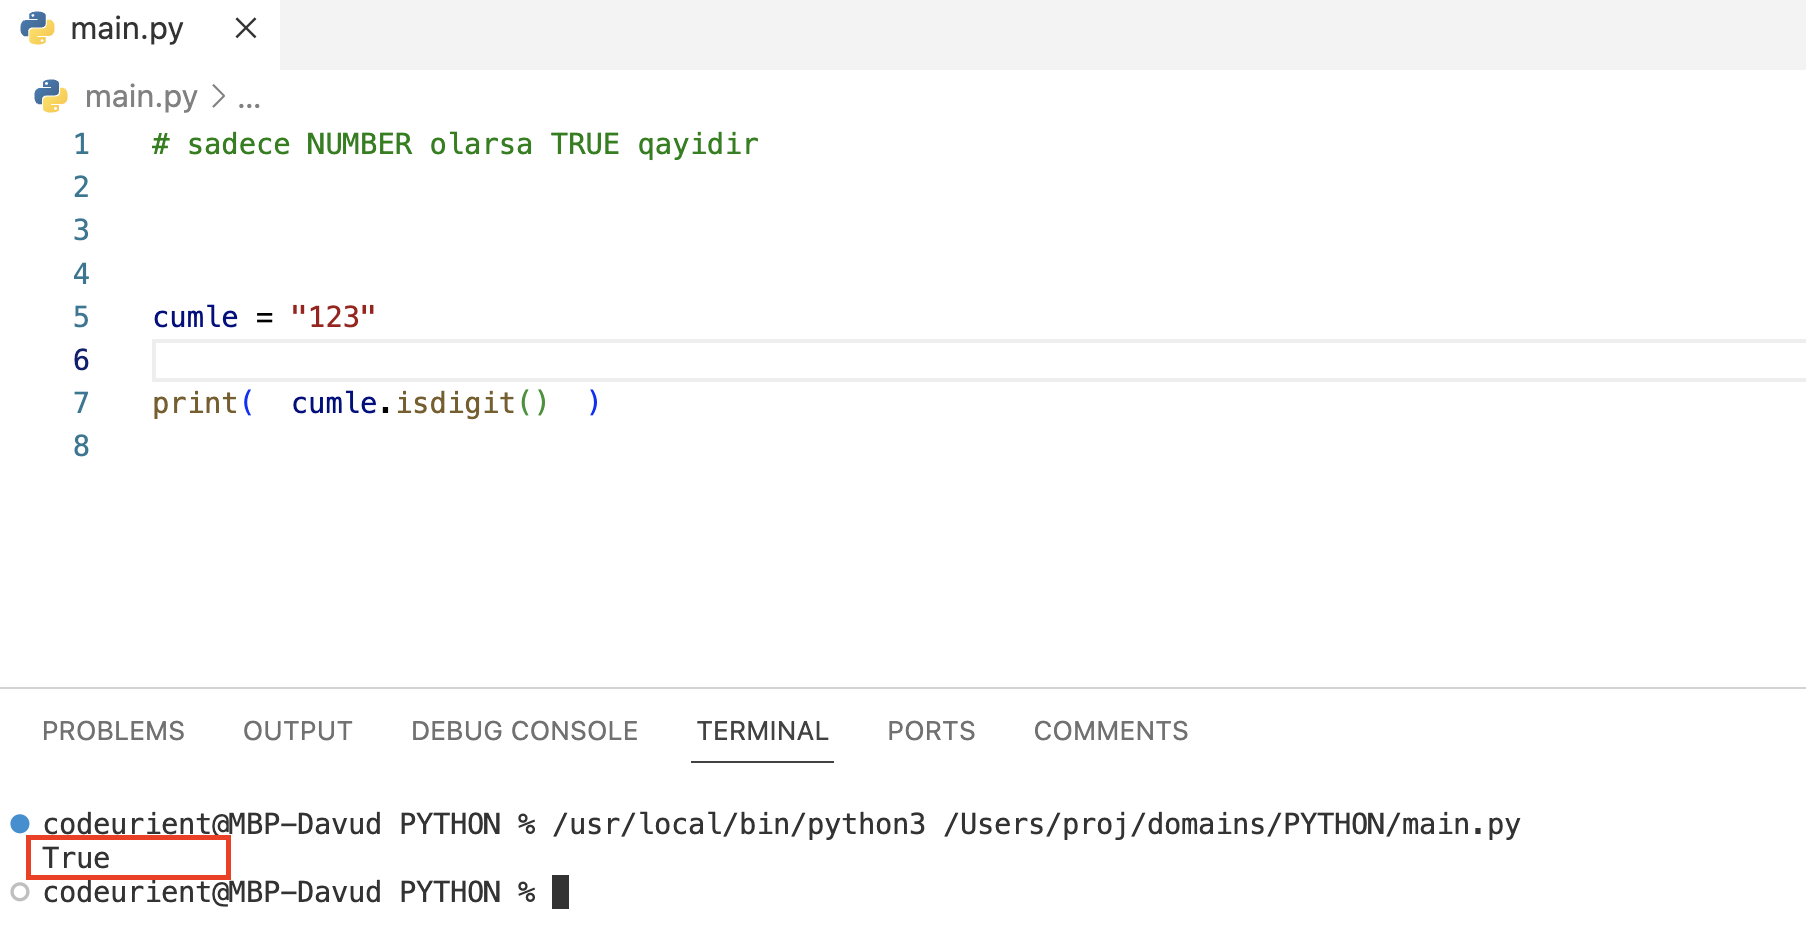 main.py
main.py > ...
1 # sadece NUMBER olarsa TRUE qayidir
2
3
4
5 cumle = "123"
6
7 print(  cumle.isdigit()  )
8
PROBLEMS OUTPUT DEBUG CONSOLE TERMINAL PORTS COMMENTS
codeurient@MBP-Davud PYTHON % /usr/local/bin/python3 /Users/proj/domains/PYTHON/main.py
True
codeurient@MBP-Davud PYTHON %